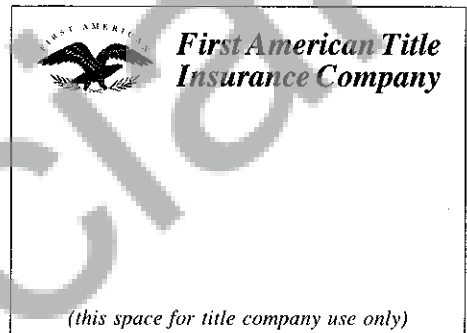 FIRST AMERICAN
First American Title
Insurance Company
(this space for title company use only)